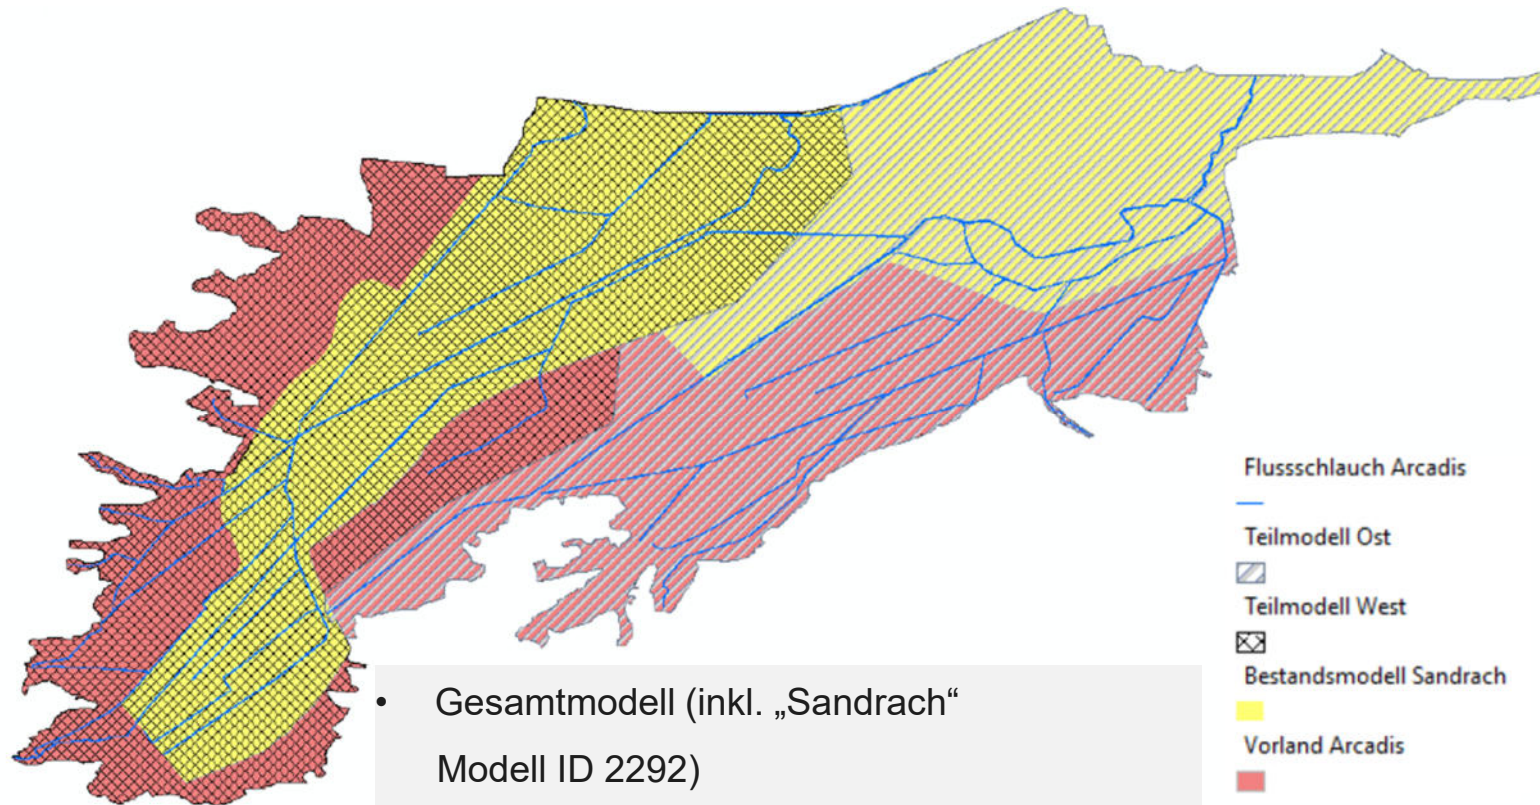 Flussschlauch Arcadis
Teilmodell Ost
Teilmodell West
Bestandsmodell Sandrach
Vorland Arcadis
• Gesamtmodell (inkl. „Sandrach“
Modell ID 2292)